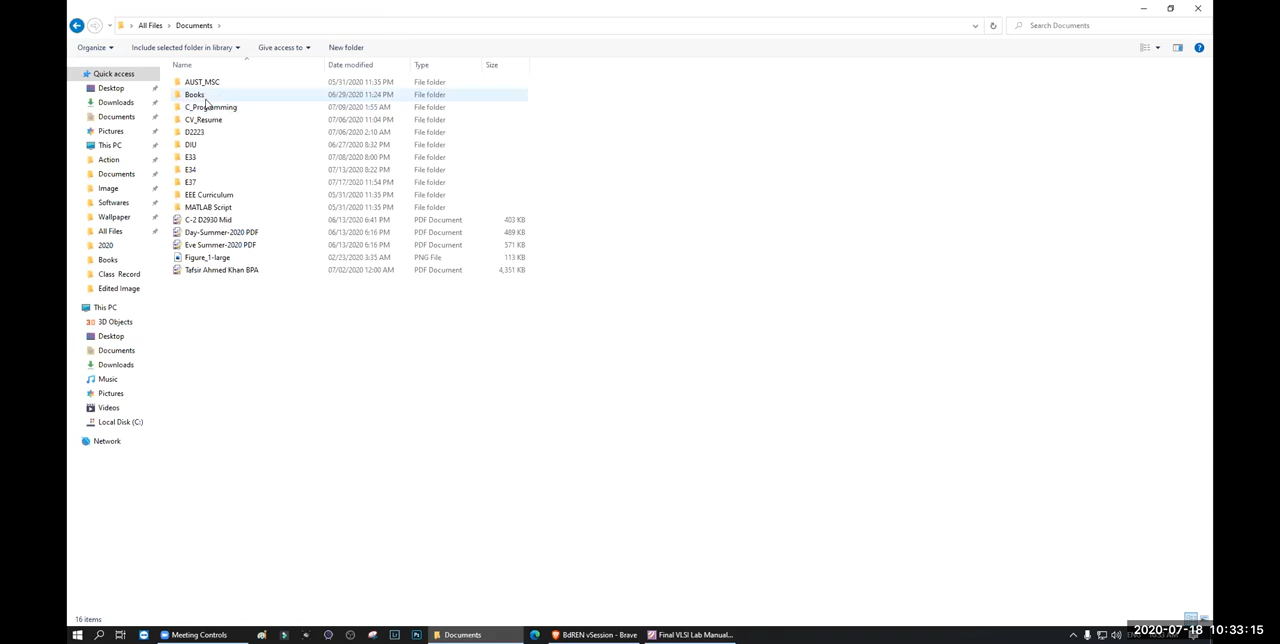 All Files > Documents >
Search Documents
Organize
Include selected folder in library
Give access to
New folder
Name Date modified Type Size
Quick access
Desktop
Downloads
Documents
Pictures
This PC
Action
Documents
Image
Softwares
Wallpaper
All Files
2020
Books
Class Record
Edited Image
This PC
3D Objects
Desktop
Documents
Downloads
Music
Pictures
Videos
Local Disk (C:)
Network
AUST_MSC 05/31/2020 11:35 PM File folder
Books 06/29/2020 11:24 PM File folder
C_Programming 07/09/2020 1:55 AM File folder
CV_Resume 07/06/2020 11:04 PM File folder
D2223 07/06/2020 2:10 AM File folder
DIU 06/27/2020 8:32 PM File folder
E33 07/08/2020 8:00 PM File folder
E34 07/13/2020 8:22 PM File folder
E37 07/17/2020 11:54 PM File folder
EEE Curriculum 05/31/2020 11:35 PM File folder
MATLAB Script 05/31/2020 11:35 PM File folder
C-2 D2930 Mid 06/13/2020 6:41 PM PDF Document 403 KB
Day-Summer-2020 PDF 06/13/2020 6:16 PM PDF Document 489 KB
Eve Summer-2020 PDF 06/13/2020 6:16 PM PDF Document 571 KB
Figure_1-large 02/23/2020 3:35 AM PNG File 113 KB
Tafsir Ahmed Khan BPA 07/02/2020 12:00 AM PDF Document 4,351 KB
16 items
Meeting Controls
Documents
BdREN vSession - Brave
Final VLSI Lab Manual...
2020-07-18 10:33:15